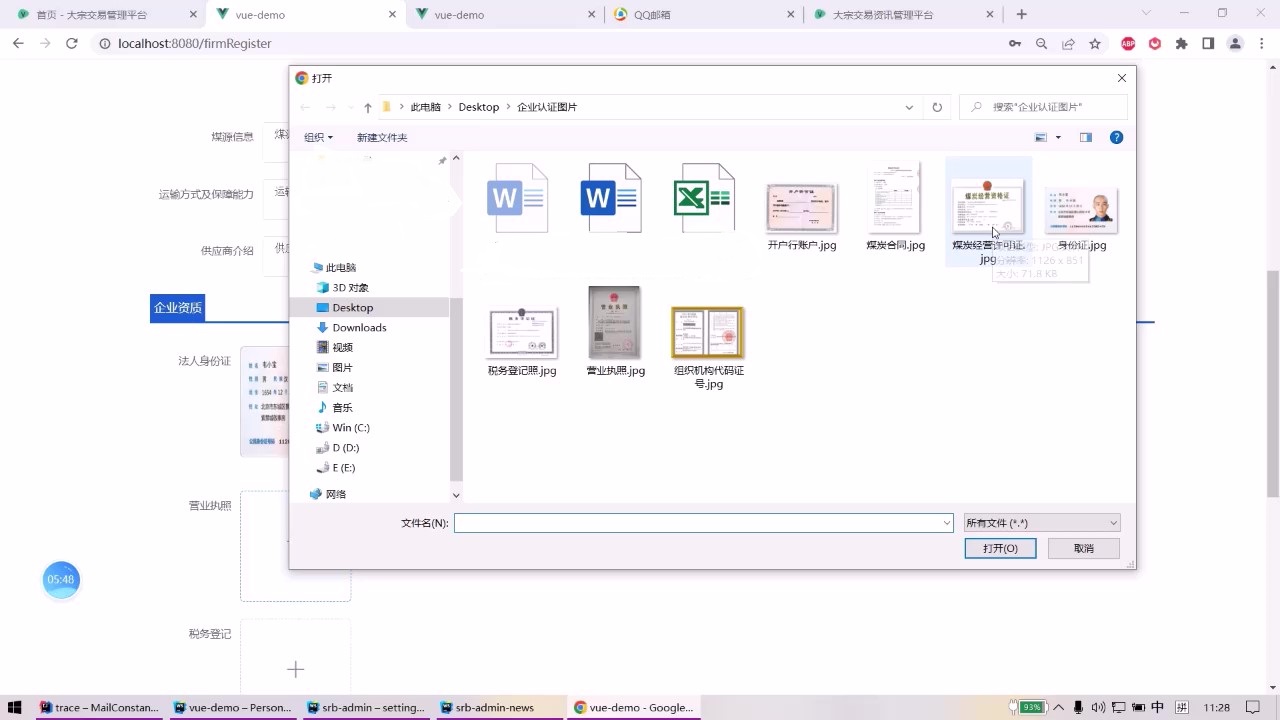 首页 - 大宗交易管理平台
vue-demo
vue-demo
QQ邮箱
大宗交易资讯管理平台
localhost:8080/firmRegister
ABP
打开
此电脑 > Desktop > 企业认证图片
搜索"企业认证图片"
组织
新建文件夹
煤源信息
运输方式及保障能力
供应商介绍
企业资质
法人身份证
营业执照
税务登记
此电脑
3D 对象
Desktop
Downloads
视频
图片
文档
音乐
Win (C:)
D (D:)
E (E:)
网络
开户行账户.jpg
煤炭合同.jpg
煤炭经营资格证
煤炭经营许可证.jpg
身份证.jpg
分辨率: 1126 x 851
大小: 71.8 KB
税务登记照.jpg
营业执照.jpg
组织机构代码证号.jpg
文件名(N):
所有文件 (*.*)
打开(O)
取消
05:48
trace – MailConstan...
vue-demo – Person...
srb-admin – setting...
srb-admin-news
vue-demo - Google...
93%
中
拼
11:28